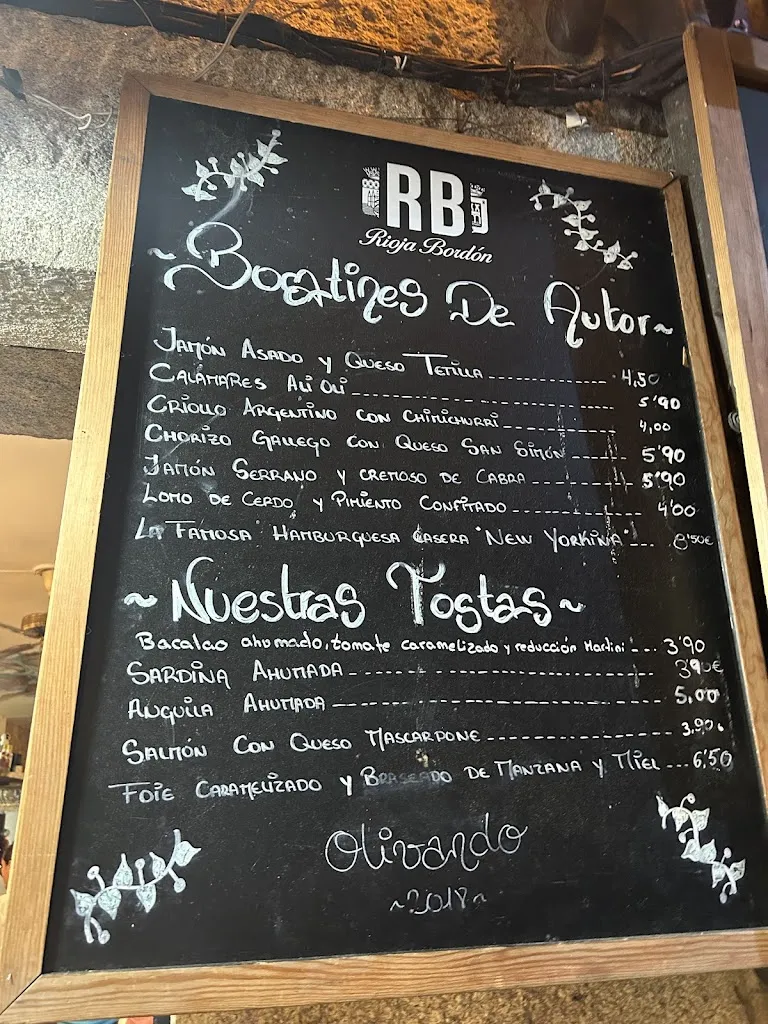 RB
Rioja Bordón
~Bocatines De Autor~
Jamón Asado y Queso Tetilla 4,50
Calamares Ali Oli 5'90
Criollo Argentino con chimichurri 4,00
Chorizo Gallego con Queso San Simón 5'90
Jamón Serrano y cremoso de Cabra 5'90
Lomo de Cerdo y Pimiento Confitado 4'00
La Famosa Hamburguesa Casera "New Yorkina" 8'50€
~Nuestras Tostas~
Bacalao ahumado, tomate caramelizado y reducción Martini 3'90
Sardina Ahumada 3'90€
Anguila Ahumada 5,00
Salmón con Queso Mascarpone 3.90€
Foie Caramelizado y Braseado de Manzana y Miel 6'50
Olivando
~2018~